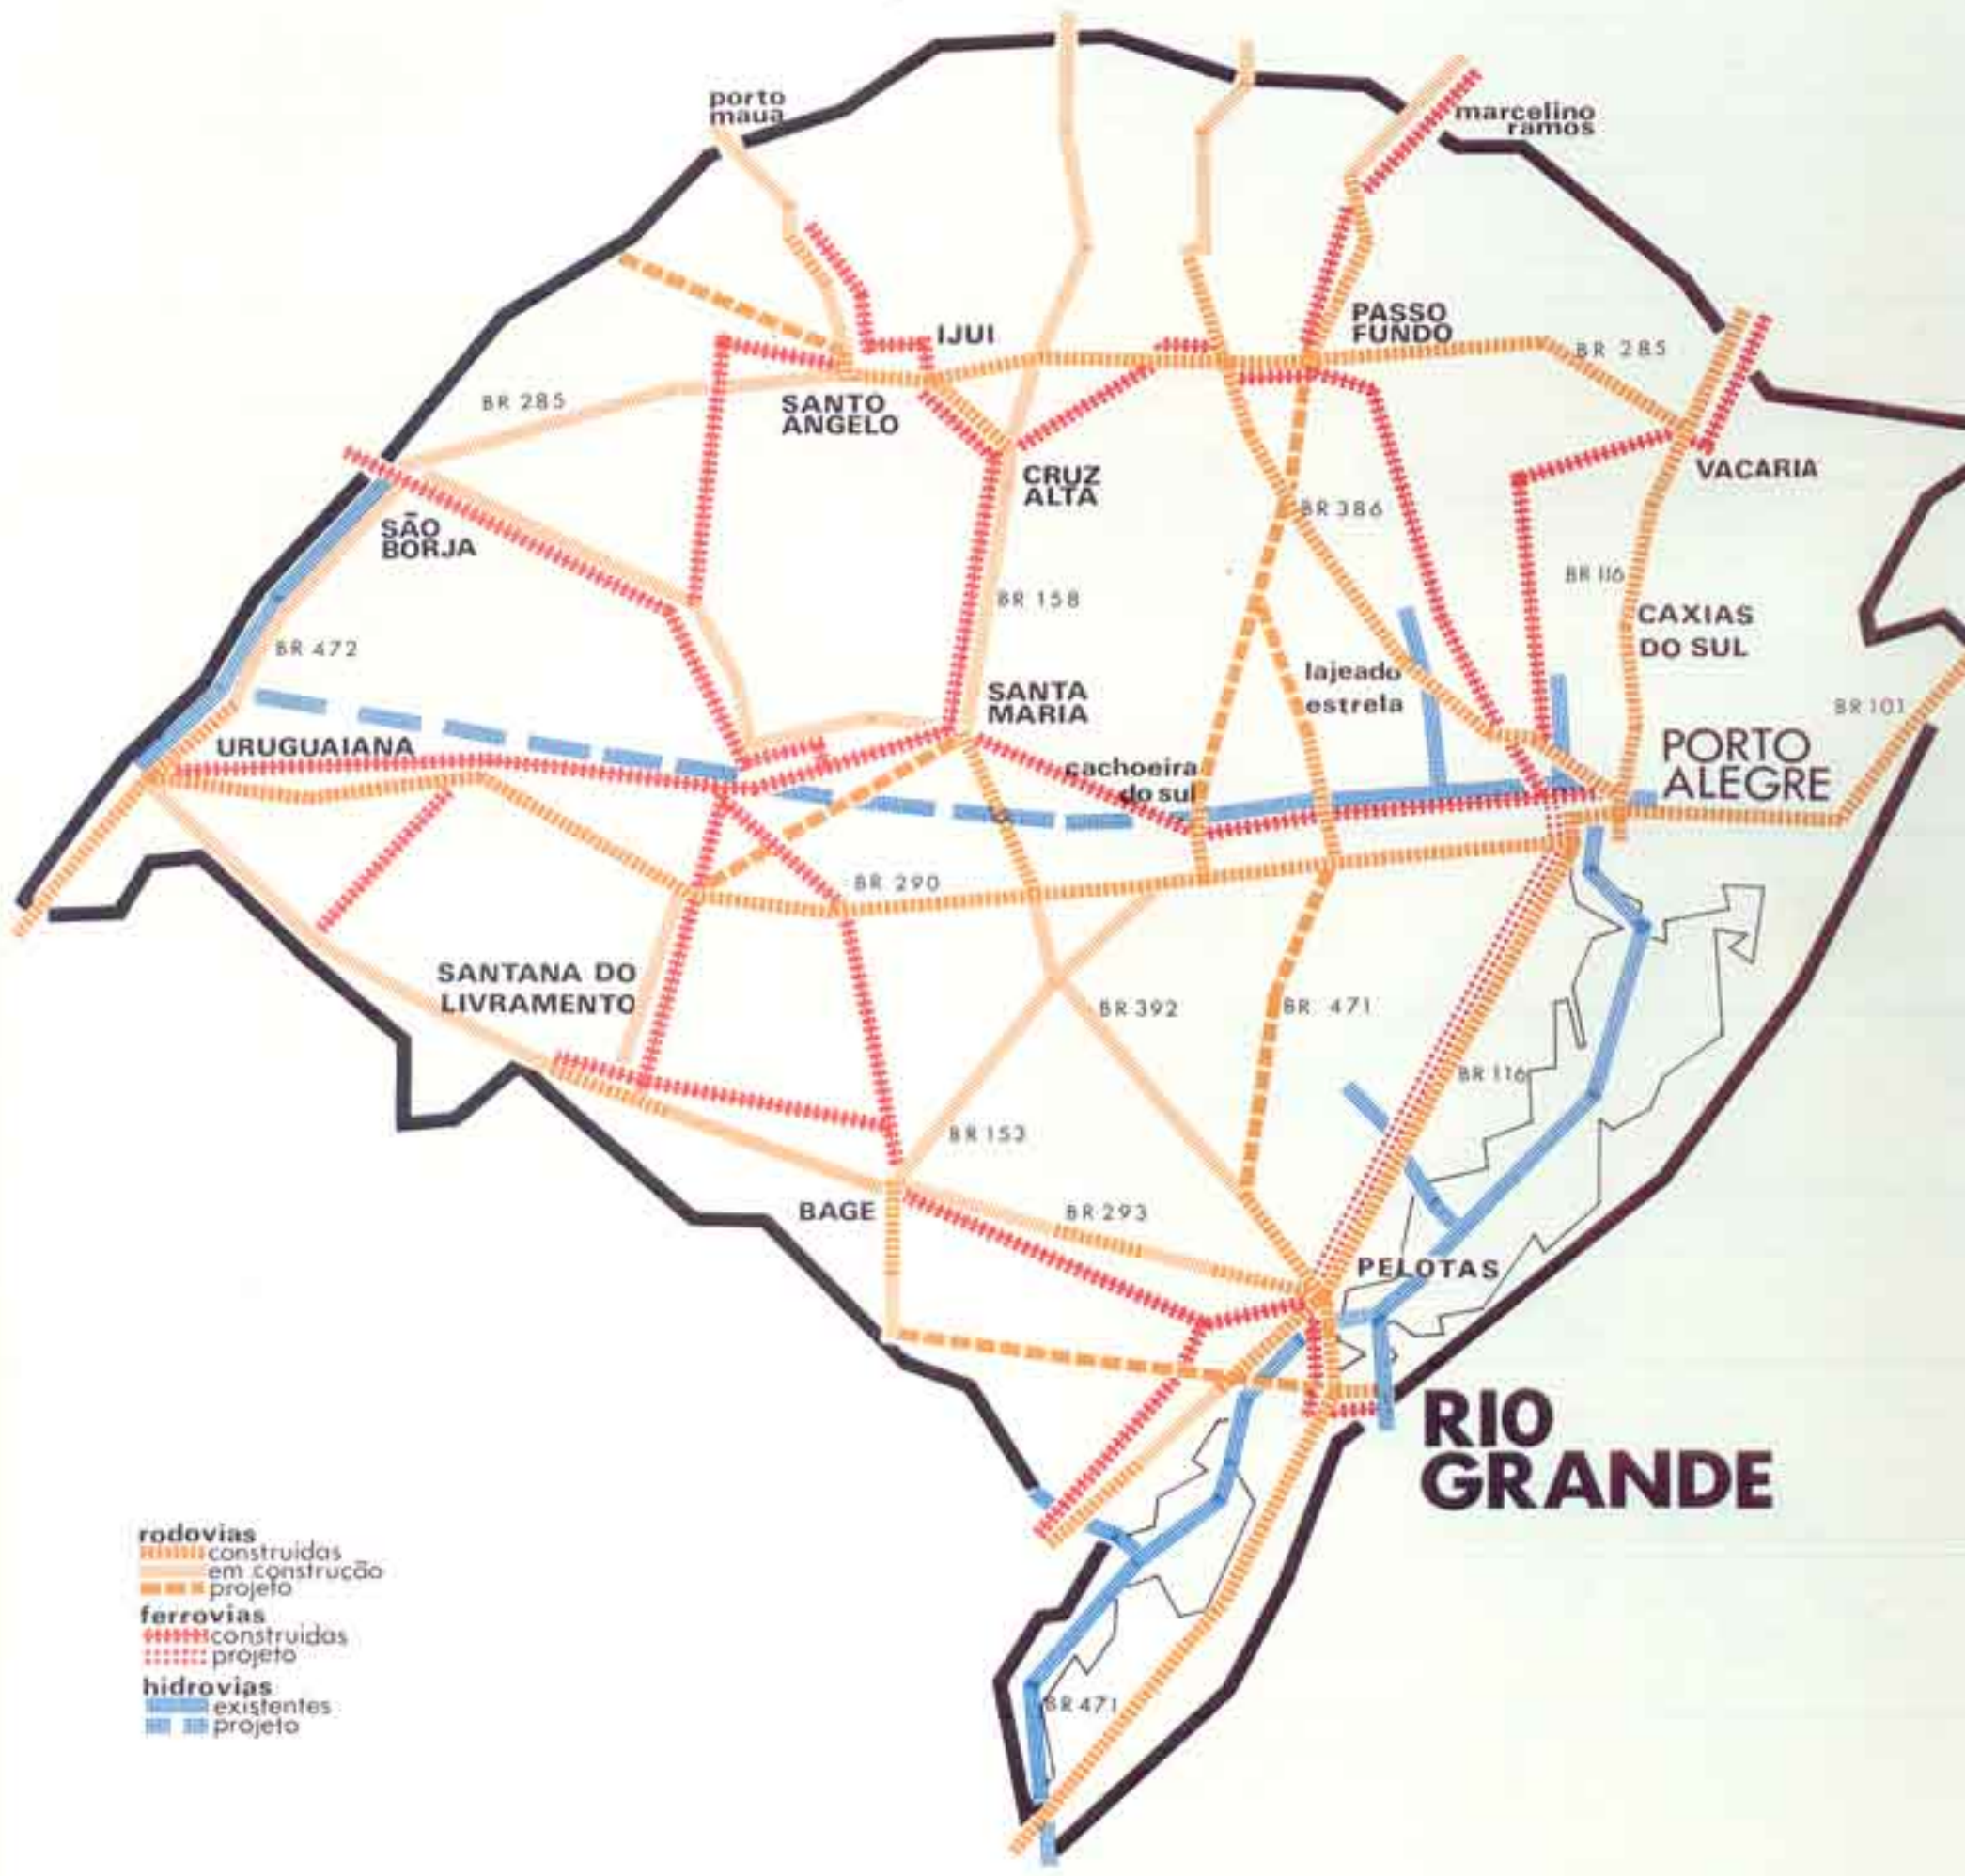 porto
maua
marcelino
ramos
IJUI
PASSO
FUNDO
BR 285
BR 285
SANTO
ANGELO
CRUZ
ALTA
VACARIA
BR 386
SÃO
BORJA
BR 116
BR 158
CAXIAS
DO SUL
BR 472
lajeado
estrela
SANTA
MARIA
BR 101
URUGUAIANA
PORTO
ALEGRE
cachoeira
do sul
BR 290
SANTANA DO
LIVRAMENTO
BR 392
BR 471
BR 116
BR 153
BAGE
BR 293
PELOTAS
RIO
GRANDE
rodovias
construidas
em construcão
projeto
ferrovias
construidas
projeto
hidrovias
existentes
projeto
BR 471